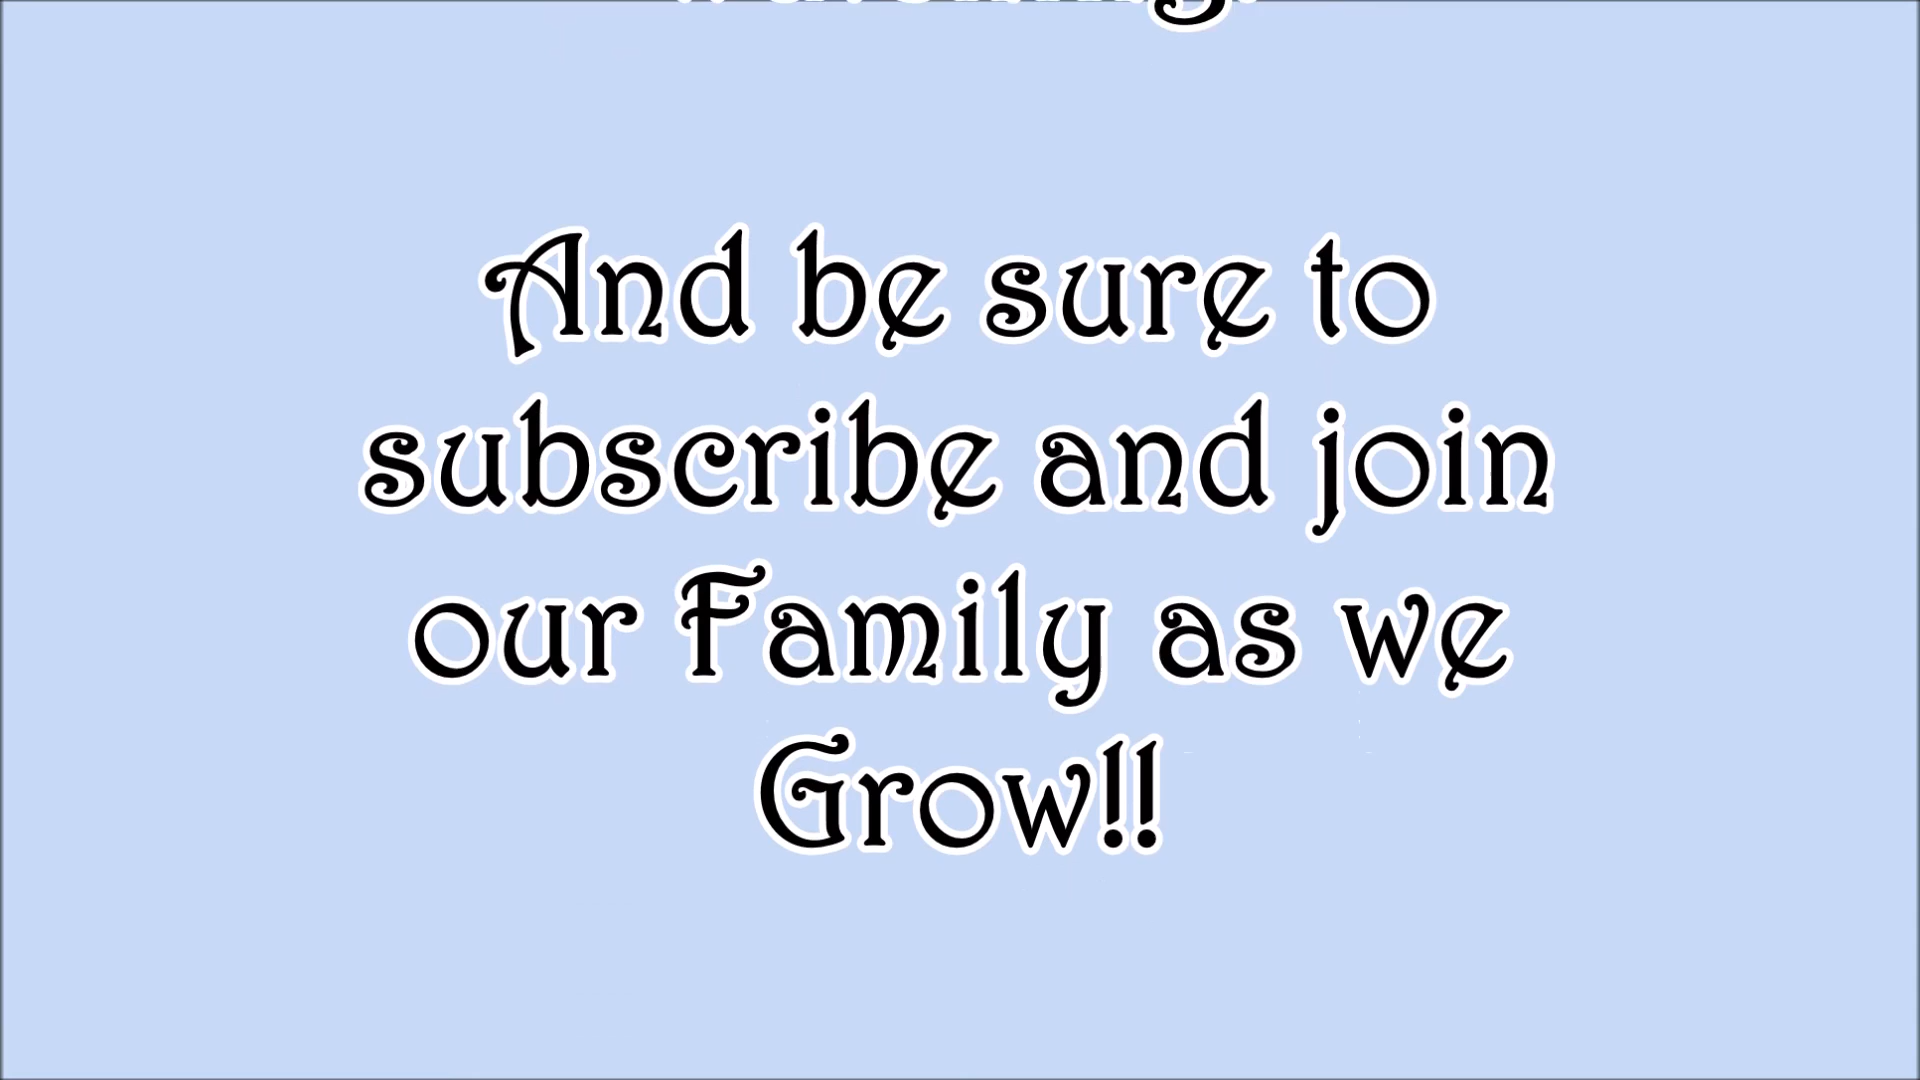 And be sure to
subscribe and join
our Family as we
Grow!!